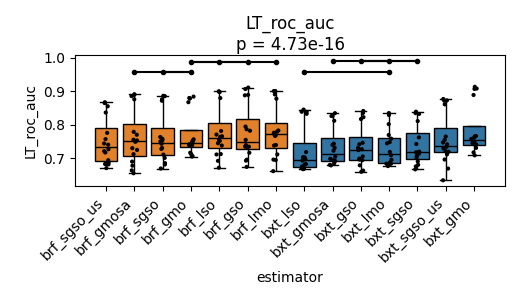 LT_roc_auc
p = 4.73e-16
1.0
0.9
0.8
0.7
LT_roc_auc
brf_sgso_us
brf_gmosa
brf_sgso
brf_gmo
brf_lso
brf_gso
brf_lmo
bxt_lso
bxt_gmosa
bxt_gso
bxt_lmo
bxt_sgso
bxt_sgso_us
bxt_gmo
estimator